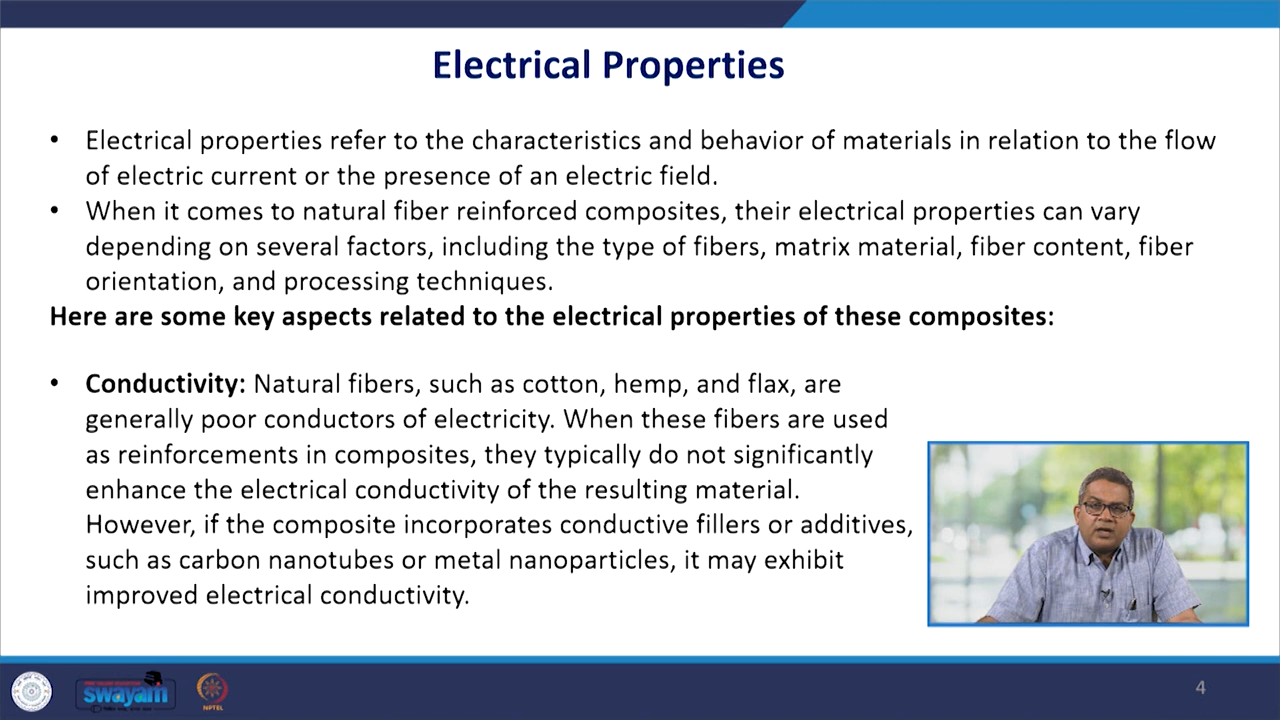 Electrical Properties
• Electrical properties refer to the characteristics and behavior of materials in relation to the flow
of electric current or the presence of an electric field.
• When it comes to natural fiber reinforced composites, their electrical properties can vary
depending on several factors, including the type of fibers, matrix material, fiber content, fiber
orientation, and processing techniques.
Here are some key aspects related to the electrical properties of these composites:
• Conductivity: Natural fibers, such as cotton, hemp, and flax, are
generally poor conductors of electricity. When these fibers are used
as reinforcements in composites, they typically do not significantly
enhance the electrical conductivity of the resulting material.
However, if the composite incorporates conductive fillers or additives,
such as carbon nanotubes or metal nanoparticles, it may exhibit
improved electrical conductivity.
swayam
NPTEL
4